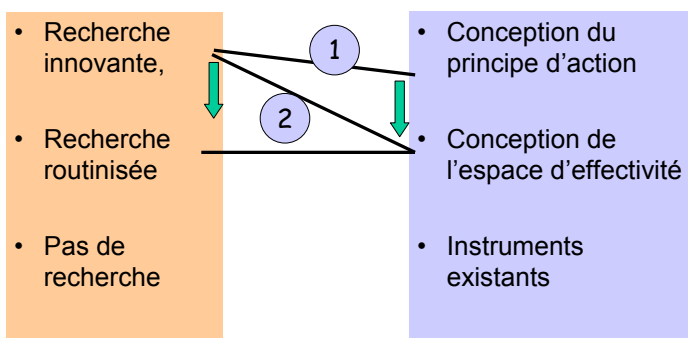 • Recherche
innovante,
• Recherche
routinisée
• Pas de
recherche
1
2
• Conception du
principe d’action
• Conception de
l’espace d’effectivité
• Instruments
existants